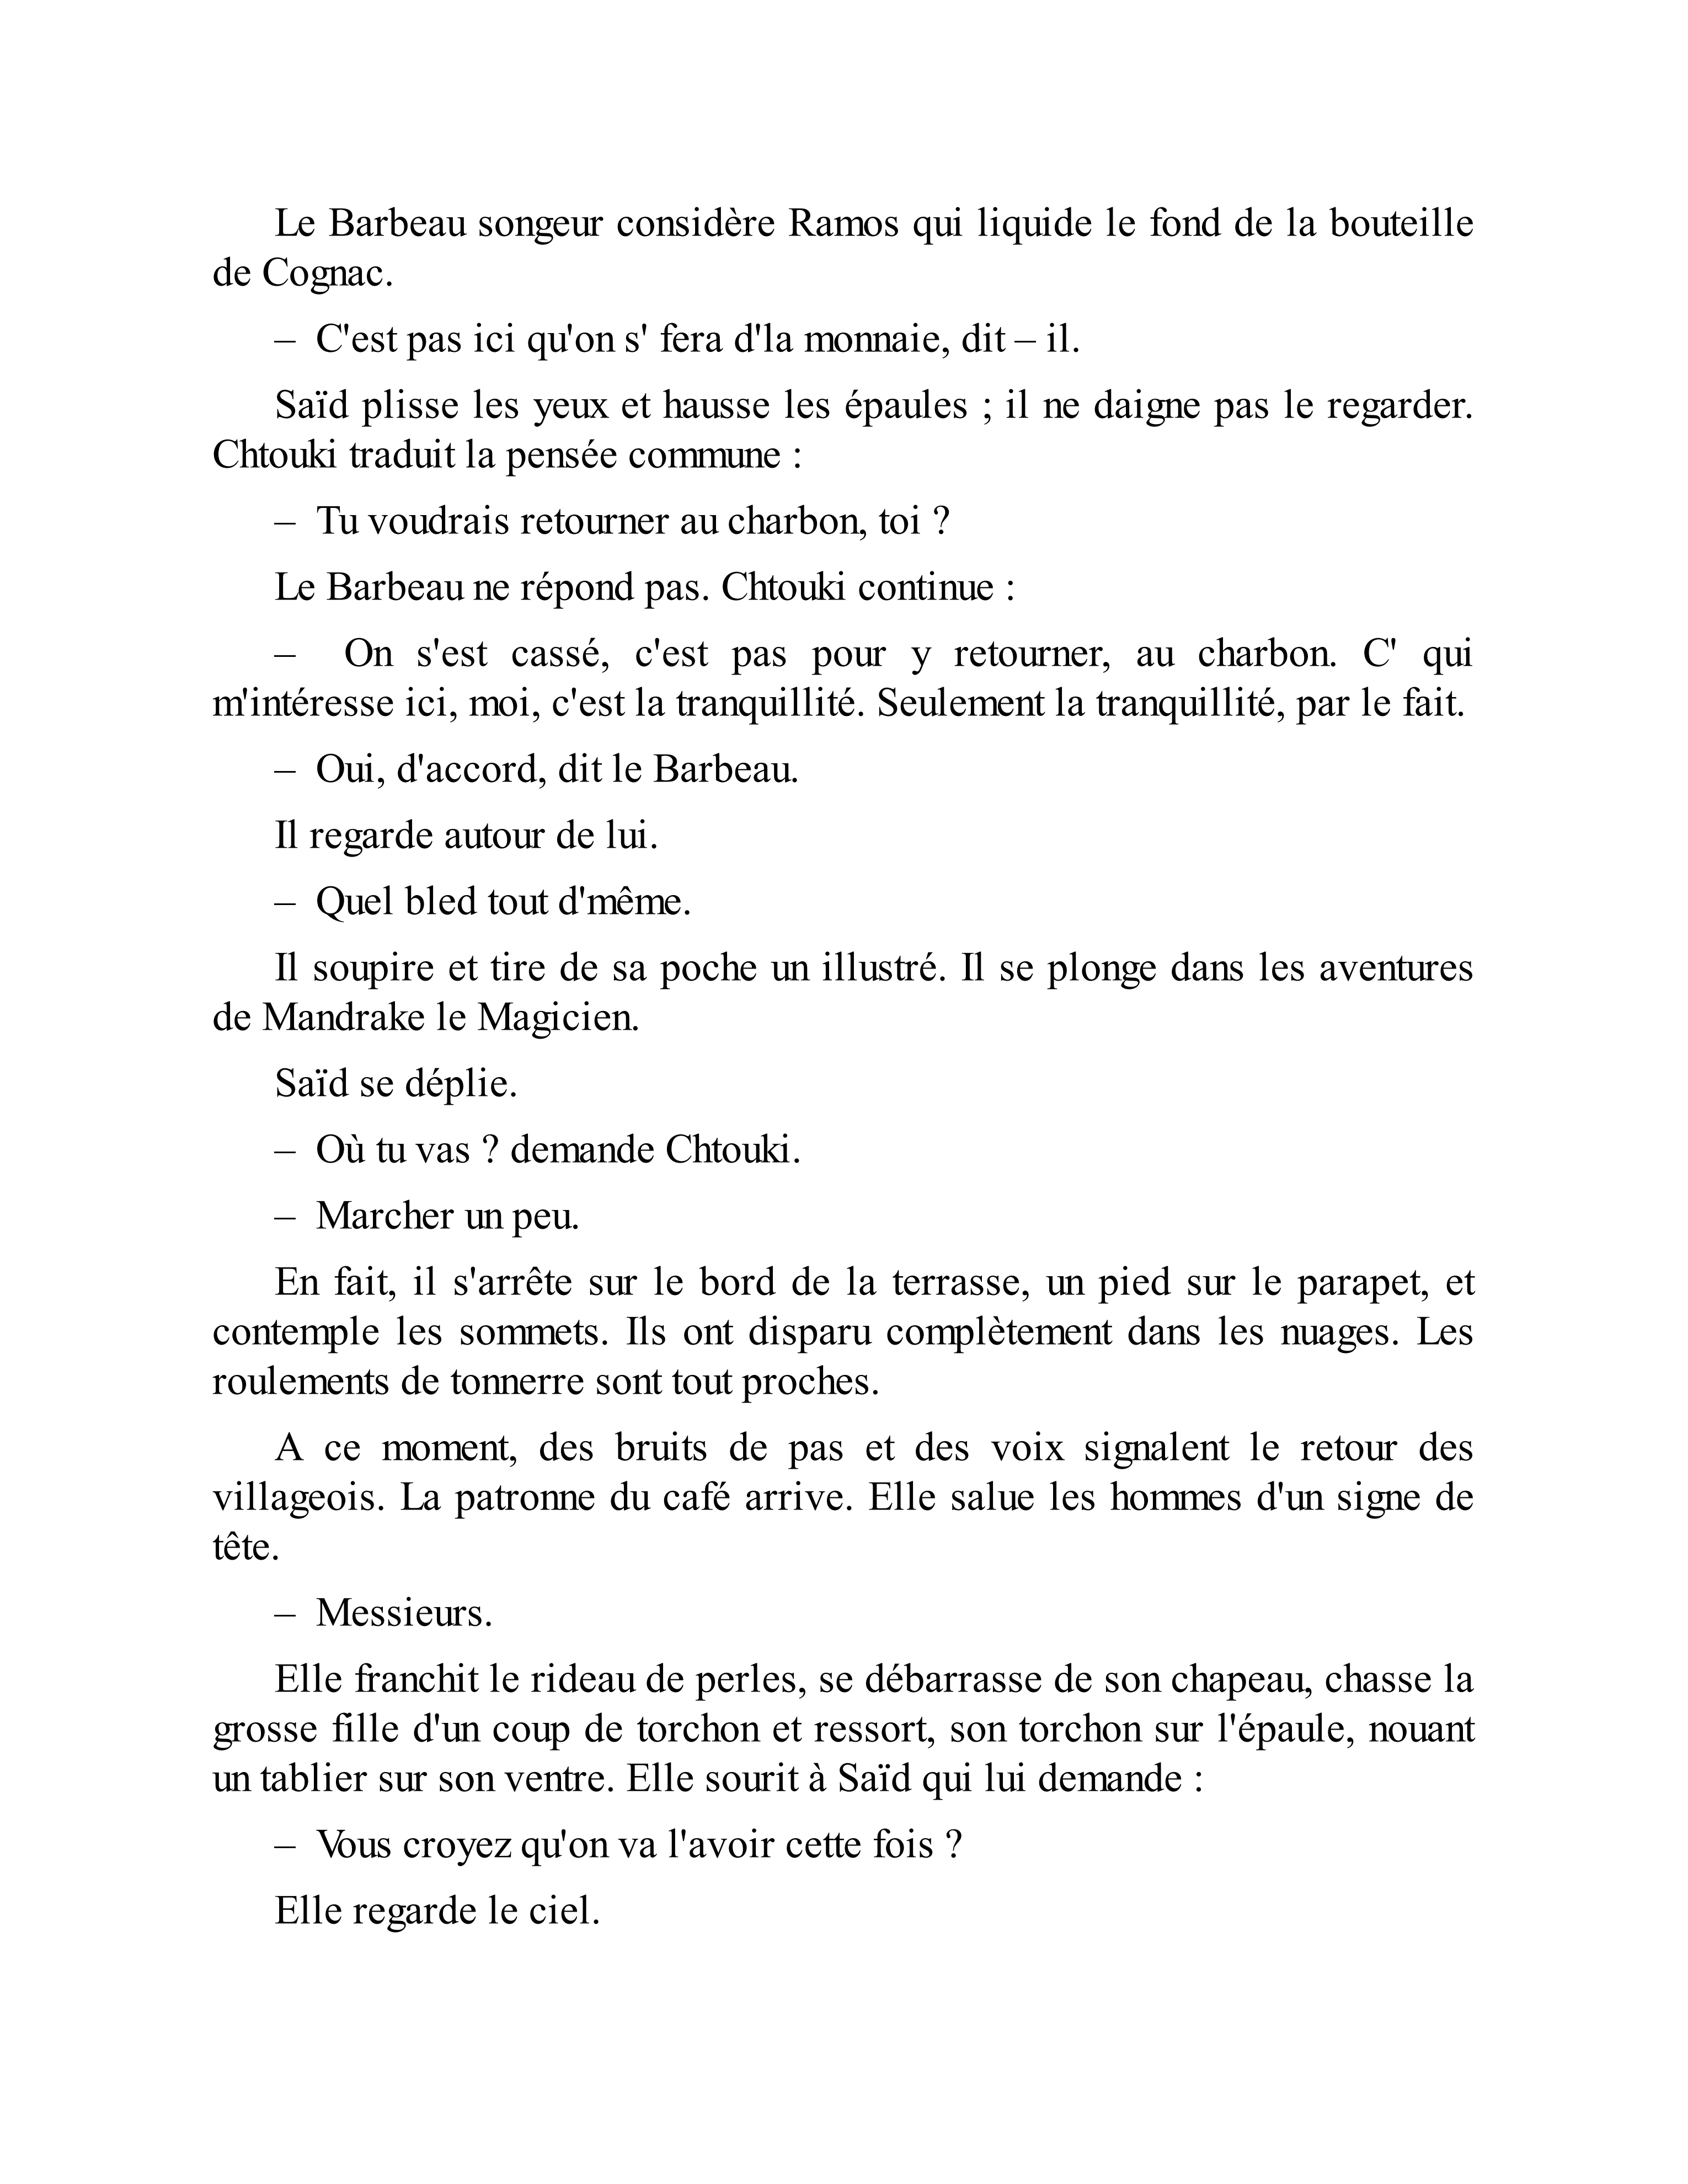 Le Barbeau songeur considère Ramos qui liquide le fond de la bouteille
de Cognac.
– C'est pas ici qu'on s' fera d'la monnaie, dit – il.
Saïd plisse les yeux et hausse les épaules ; il ne daigne pas le regarder.
Chtouki traduit la pensée commune :
– Tu voudrais retourner au charbon, toi ?
Le Barbeau ne répond pas. Chtouki continue :
– On s'est cassé, c'est pas pour y retourner, au charbon. C' qui
m'intéresse ici, moi, c'est la tranquillité. Seulement la tranquillité, par le fait.
– Oui, d'accord, dit le Barbeau.
Il regarde autour de lui.
– Quel bled tout d'même.
Il soupire et tire de sa poche un illustré. Il se plonge dans les aventures
de Mandrake le Magicien.
Saïd se déplie.
– Où tu vas ? demande Chtouki.
– Marcher un peu.
En fait, il s'arrête sur le bord de la terrasse, un pied sur le parapet, et
contemple les sommets. Ils ont disparu complètement dans les nuages. Les
roulements de tonnerre sont tout proches.
A ce moment, des bruits de pas et des voix signalent le retour des
villageois. La patronne du café arrive. Elle salue les hommes d'un signe de
tête.
– Messieurs.
Elle franchit le rideau de perles, se débarrasse de son chapeau, chasse la
grosse fille d'un coup de torchon et ressort, son torchon sur l'épaule, nouant
un tablier sur son ventre. Elle sourit à Saïd qui lui demande :
– Vous croyez qu'on va l'avoir cette fois ?
Elle regarde le ciel.